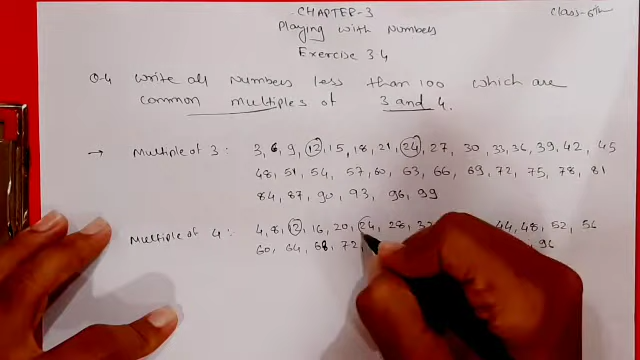 CHAPTER-3 Class-6th
Playing with Numbers
Exercise 3.4
Q.4 Write all Numbers less than 100 which are
common multiples of 3 and 4.
→ Multiple of 3: 3, 6, 9, 12, 15, 18, 21, 24, 27, 30, 33, 36, 39, 42, 45
48, 51, 54, 57, 60, 63, 66, 69, 72, 75, 78, 81
84, 87, 90, 93, 96, 99
Multiple of 4: 4, 8, 12, 16, 20, 24, 28, 32 44, 48, 52, 56
60, 64, 68, 72, 96